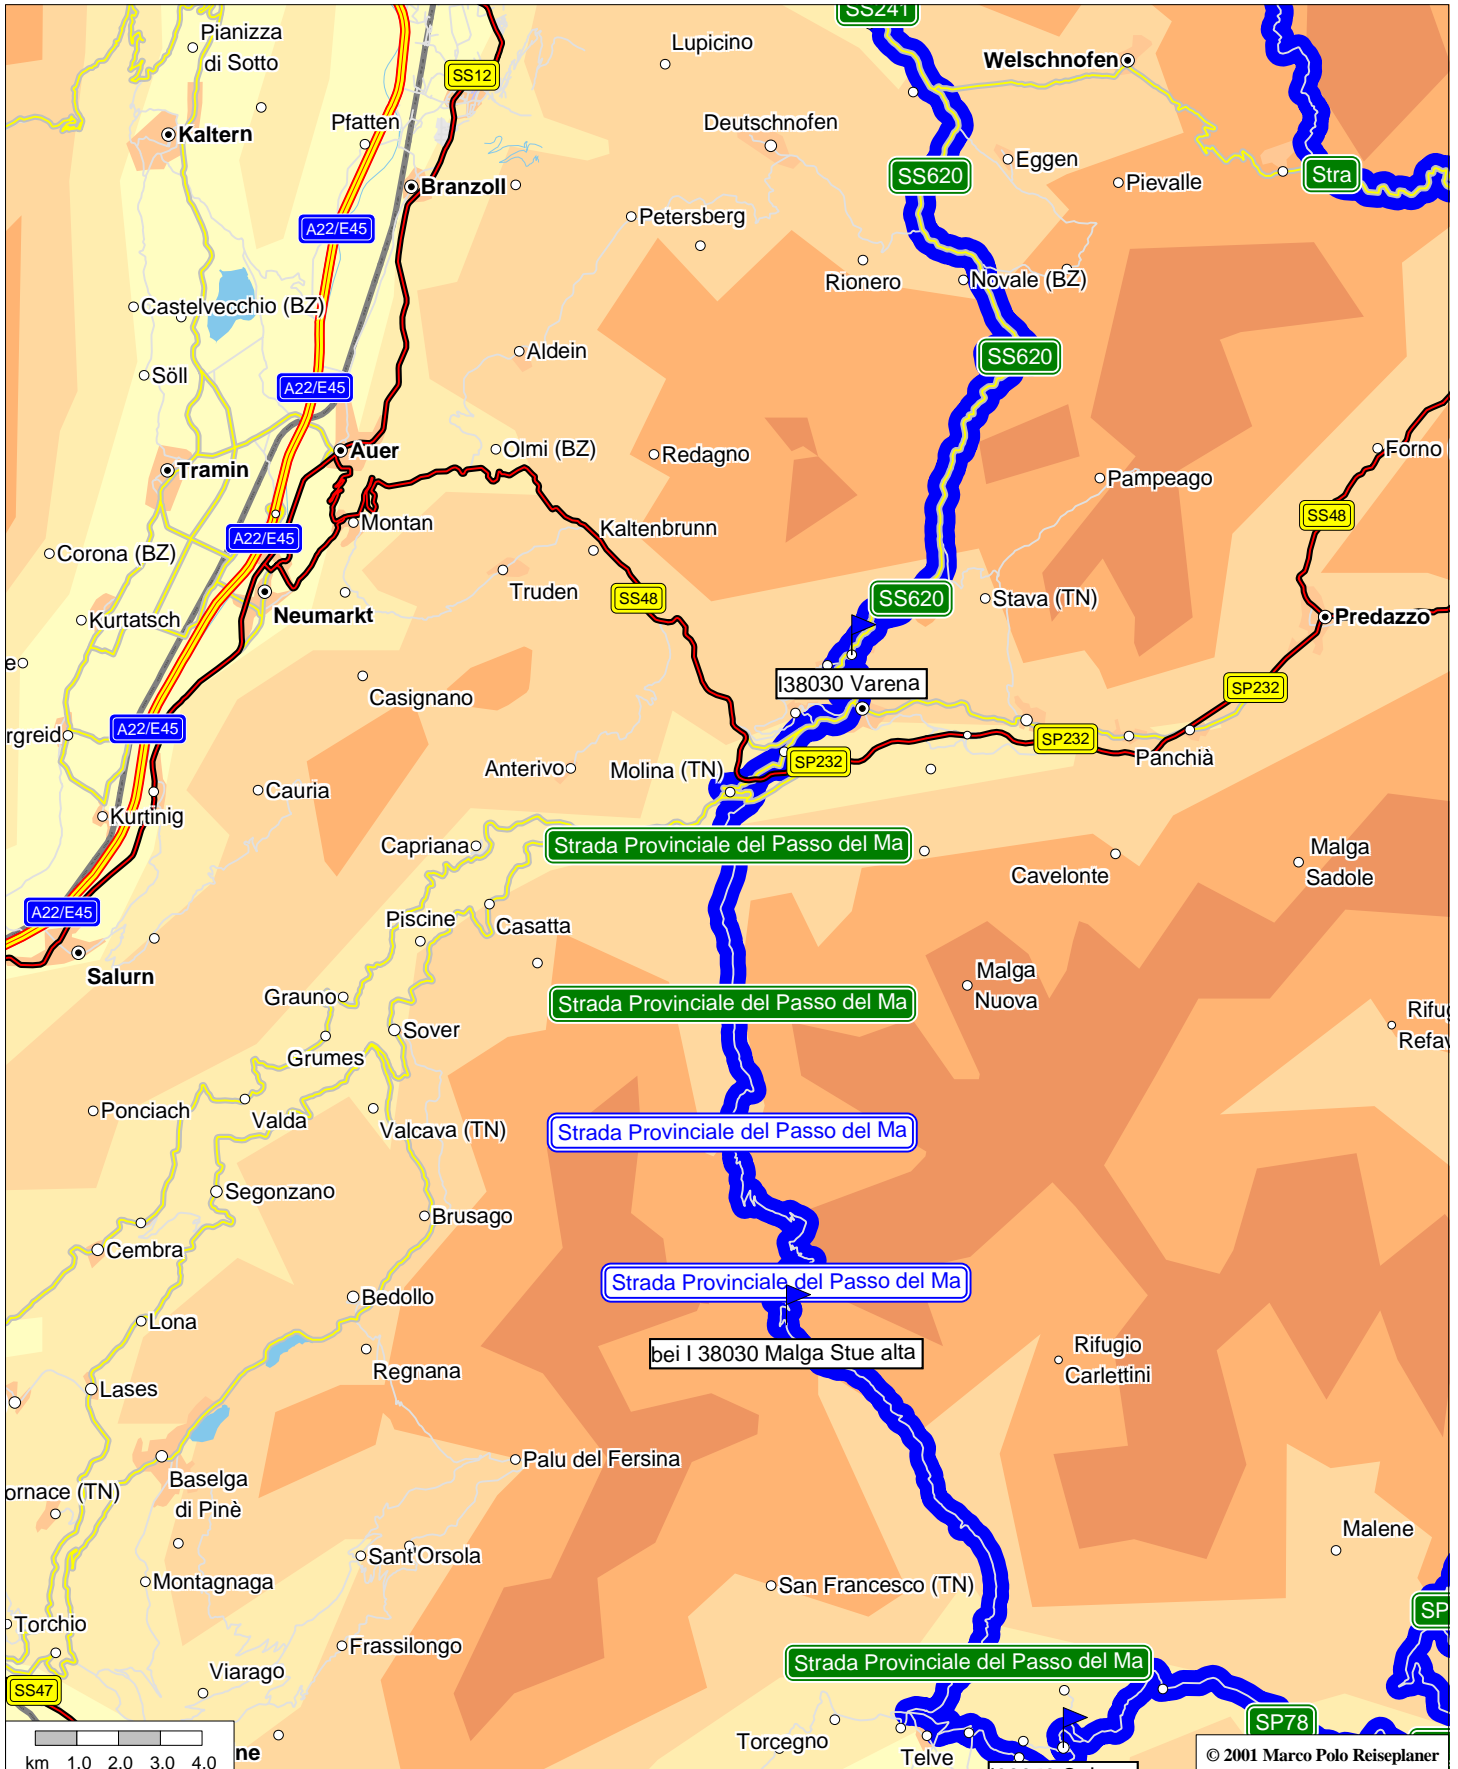 SS241
Pianizza
di Sotto
Lupicino
Welschnofen
SS12
Kaltern
Pfatten
Deutschnofen
Eggen
SS620
Stra
Pievalle
Branzoll
A22/E45
Petersberg
Rionero
Novale (BZ)
Castelvecchio (BZ)
Aldein
SS620
Söll
A22/E45
Auer
Olmi (BZ)
Redagno
Forno
Tramin
Pampeago
SS48
Montan
Kaltenbrunn
A22/E45
Corona (BZ)
Truden
SS48
SS620
Stava (TN)
Kurtatsch
Neumarkt
Predazzo
e
I38030 Varena
SP232
Casignano
rgreid
A22/E45
SP232
Panchià
SP232
Anterivo
Molina (TN)
Cauria
Kurtinig
Capriana
Strada Provinciale del Passo del Ma
Malga
Sadole
Cavelonte
A22/E45
Piscine
Casatta
Salurn
Malga
Nuova
Grauno
Strada Provinciale del Passo del Ma
Rifug
Refav
Sover
Grumes
Ponciach
Valda
Valcava (TN)
Strada Provinciale del Passo del Ma
Segonzano
Brusago
Cembra
Strada Provinciale del Passo del Ma
Bedollo
Lona
bei I 38030 Malga Stue alta
Rifugio
Carlettini
Regnana
Lases
Palu del Fersina
Baselga
di Pinè
ornace (TN)
Malene
Sant'Orsola
Montagnaga
San Francesco (TN)
SP
Torchio
Frassilongo
Strada Provinciale del Passo del Ma
Viarago
SS47
SP78
Torcegno
Telve
ne
km 1.0 2.0 3.0 4.0
© 2001 Marco Polo Reiseplaner